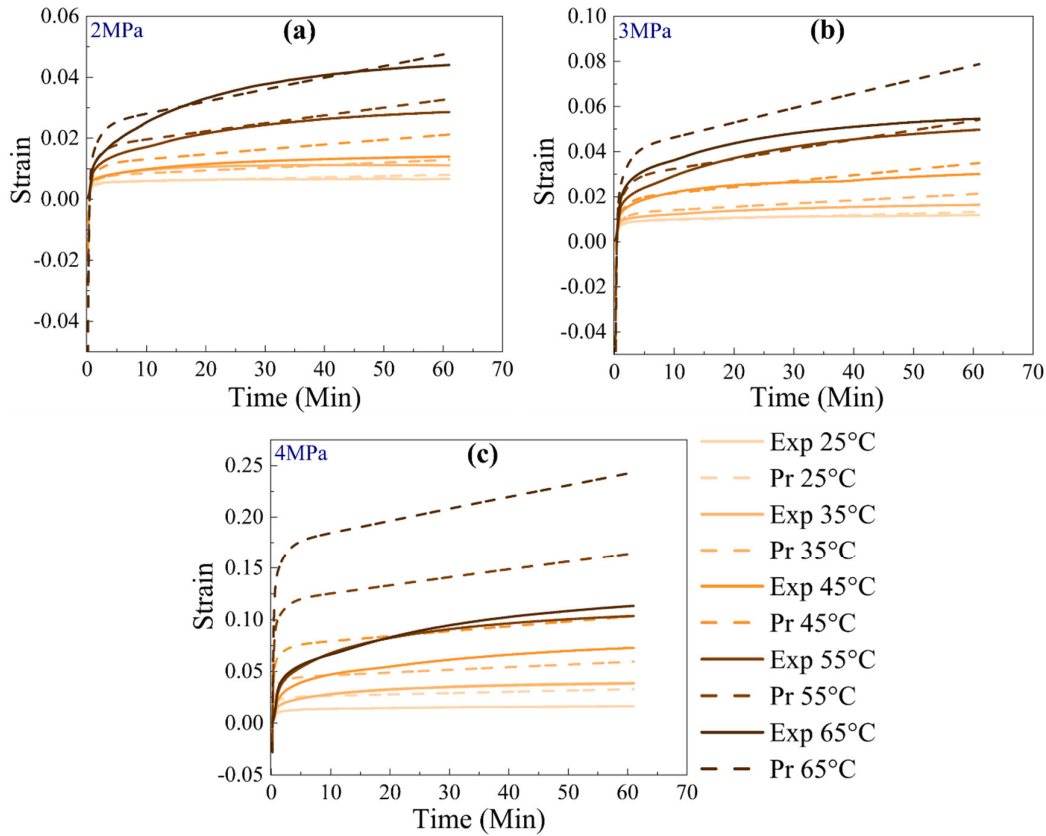 2MPa
(a)
0.06
0.04
0.02
0.00
-0.02
-0.04
Strain
0 10 20 30 40 50 60 70
Time (Min)
3MPa
(b)
0.10
0.08
0.06
0.04
0.02
0.00
-0.02
-0.04
Strain
0 10 20 30 40 50 60 70
Time (Min)
4MPa
(c)
0.25
0.20
0.15
0.10
0.05
0.00
-0.05
Strain
0 10 20 30 40 50 60 70
Time (Min)
Exp 25°C
Pr 25°C
Exp 35°C
Pr 35°C
Exp 45°C
Pr 45°C
Exp 55°C
Pr 55°C
Exp 65°C
Pr 65°C